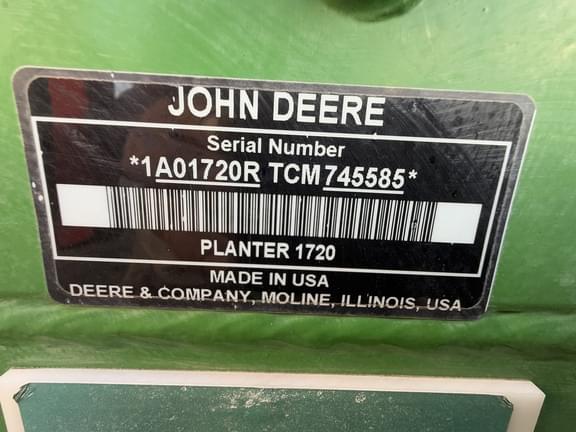 JOHN DEERE
Serial Number
*1A01720R TCM745585*
PLANTER 1720
MADE IN USA
DEERE & COMPANY, MOLINE, ILLINOIS, USA